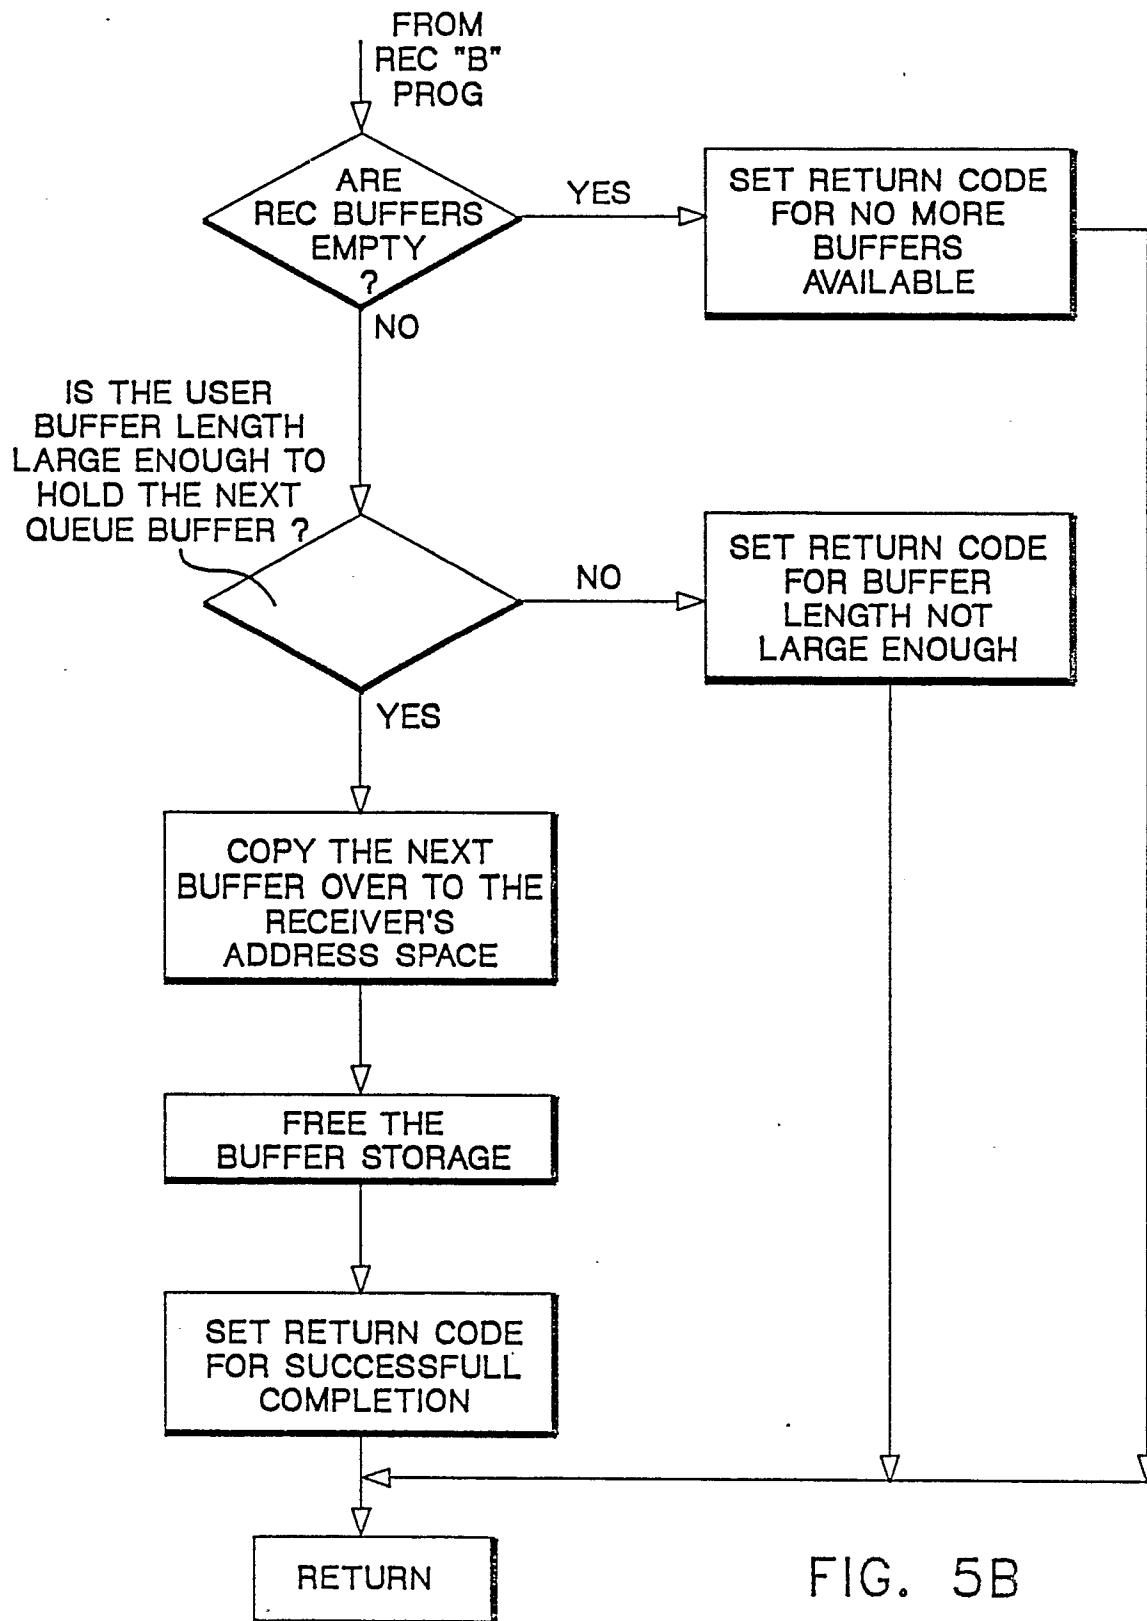 FROM
REC "B"
PROG
ARE
REC BUFFERS
EMPTY
?
YES
SET RETURN CODE
FOR NO MORE
BUFFERS
AVAILABLE
NO
IS THE USER
BUFFER LENGTH
LARGE ENOUGH TO
HOLD THE NEXT
QUEUE BUFFER ?
NO
SET RETURN CODE
FOR BUFFER
LENGTH NOT
LARGE ENOUGH
YES
COPY THE NEXT
BUFFER OVER TO THE
RECEIVER'S
ADDRESS SPACE
FREE THE
BUFFER STORAGE
SET RETURN CODE
FOR SUCCESSFULL
COMPLETION
RETURN
FIG. 5B